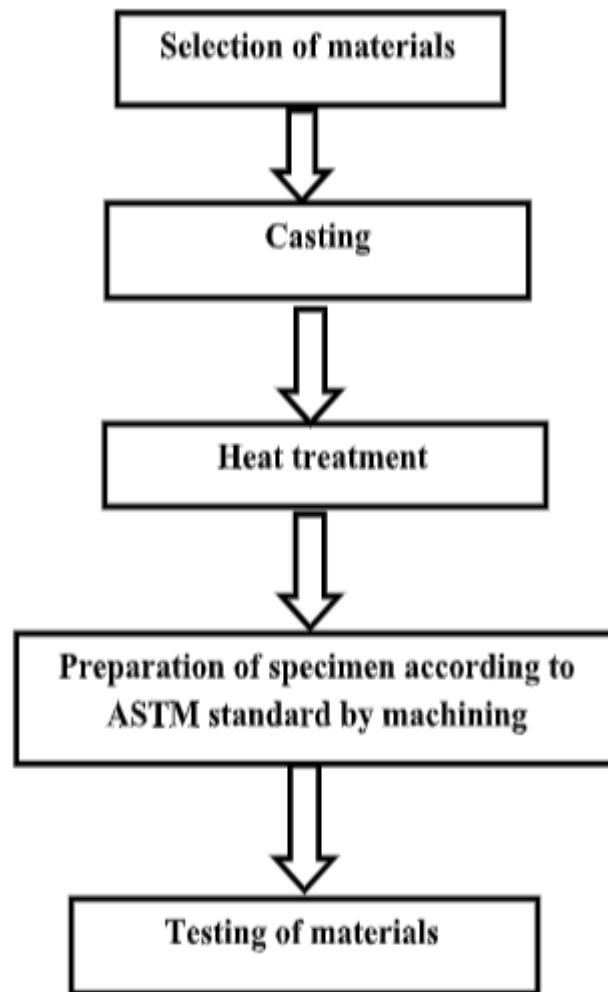 Selection of materials
Casting
Heat treatment
Preparation of specimen according to
ASTM standard by machining
Testing of materials